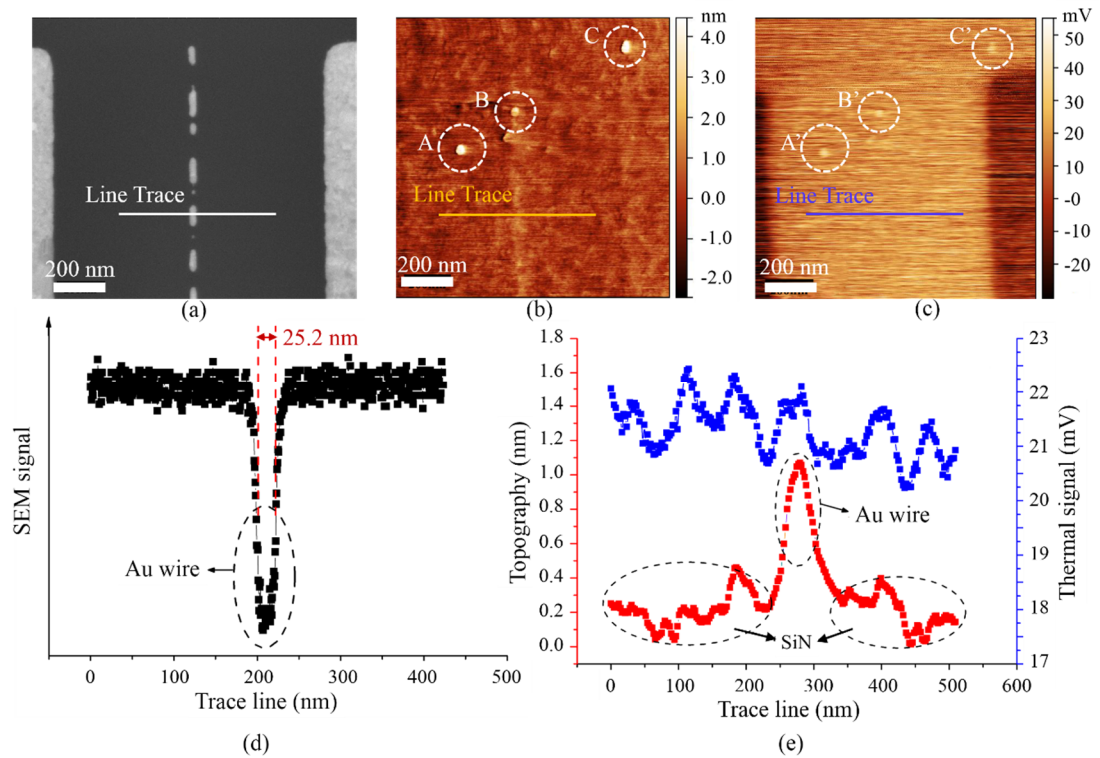 Line Trace
200 nm
(a)
A
B
C
Line Trace
200 nm
(b)
nm
4.0
3.0
2.0
1.0
0.0
-1.0
-2.0
A'
B'
C'
Line Trace
200 nm
(c)
mV
50
40
30
20
10
0
-10
-20
SEM signal
25.2 nm
Au wire
0 100 200 300 400 500
Trace line (nm)
(d)
Topography (nm)
1.8
1.6
1.4
1.2
1.0
0.8
0.6
0.4
0.2
0.0
Au wire
SiN
23
22
21
20
19
18
17
Thermal signal (mV)
0 100 200 300 400 500 600
Trace line (nm)
(e)